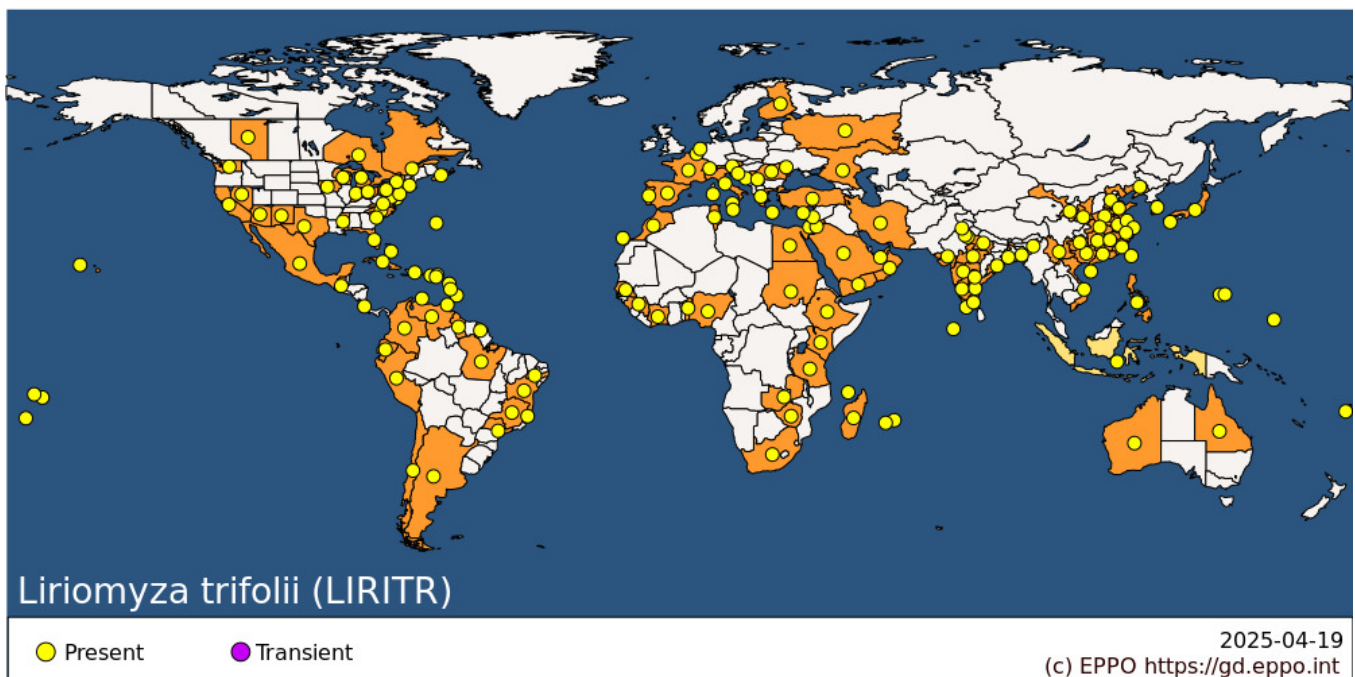 Liriomyza trifolii (LIRITR)
Present
Transient
2025-04-19
(c) EPPO https://gd.eppo.int